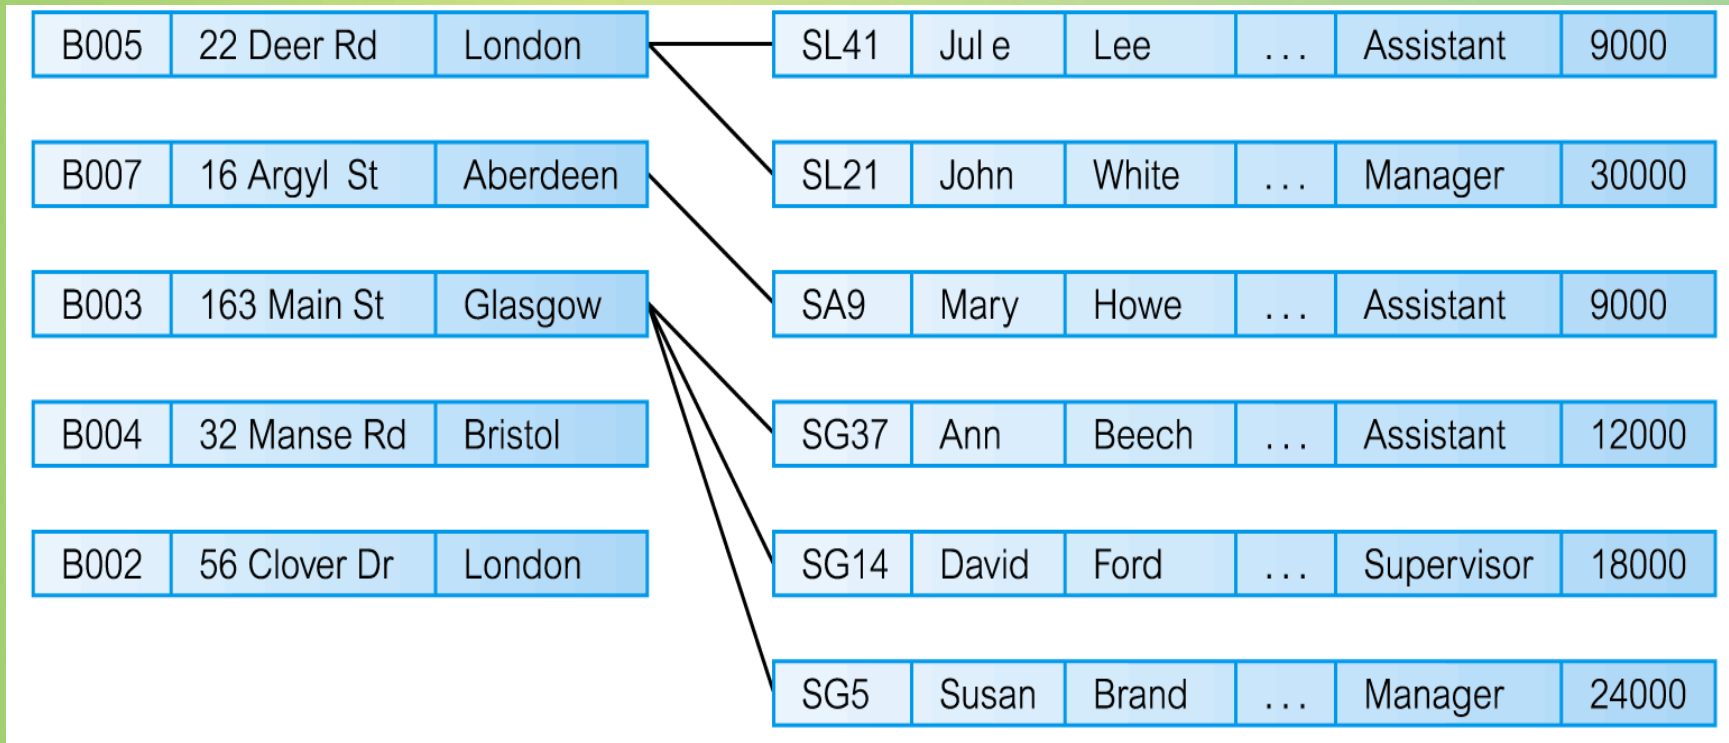 B005 22 Deer Rd London SL41 Jul e Lee ... Assistant 9000
B007 16 Argyl St Aberdeen SL21 John White ... Manager 30000
B003 163 Main St Glasgow SA9 Mary Howe ... Assistant 9000
B004 32 Manse Rd Bristol SG37 Ann Beech ... Assistant 12000
B002 56 Clover Dr London SG14 David Ford ... Supervisor 18000
SG5 Susan Brand ... Manager 24000